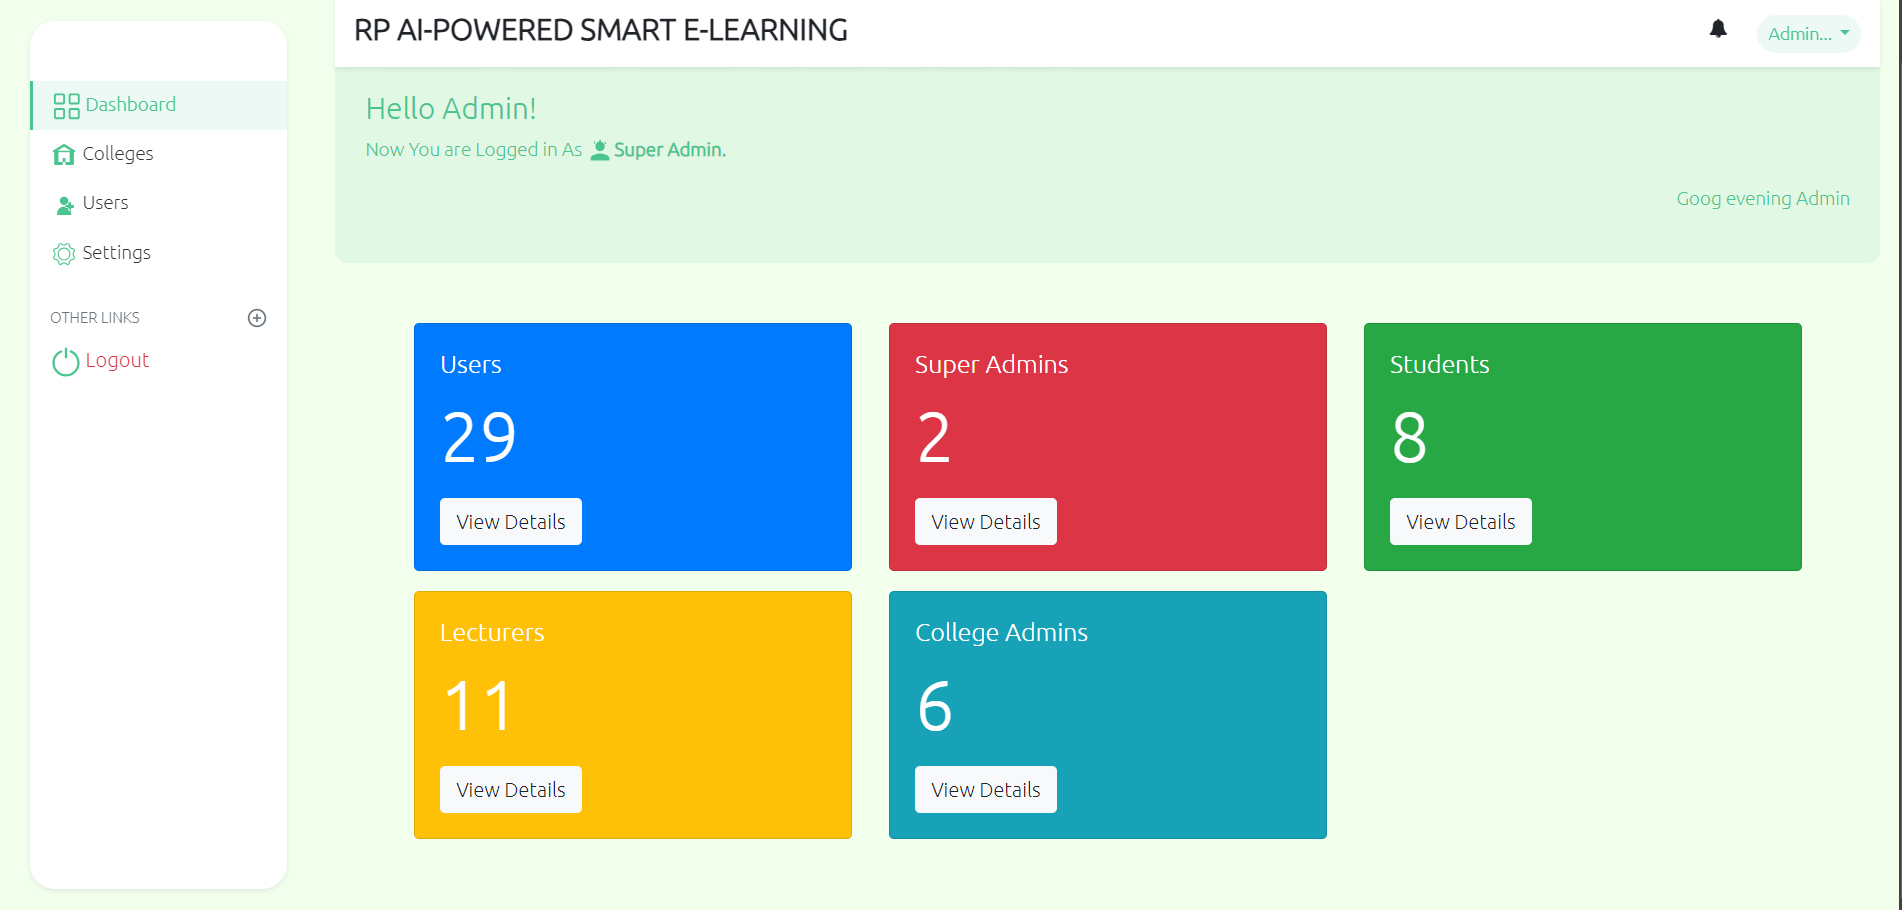 RP AI-POWERED SMART E-LEARNING
Admin...
Dashboard
Colleges
Users
Settings
OTHER LINKS
Logout
Hello Admin!
Now You are Logged in As Super Admin.
Goog evening Admin
Users
29
View Details
Super Admins
2
View Details
Students
8
View Details
Lecturers
11
View Details
College Admins
6
View Details